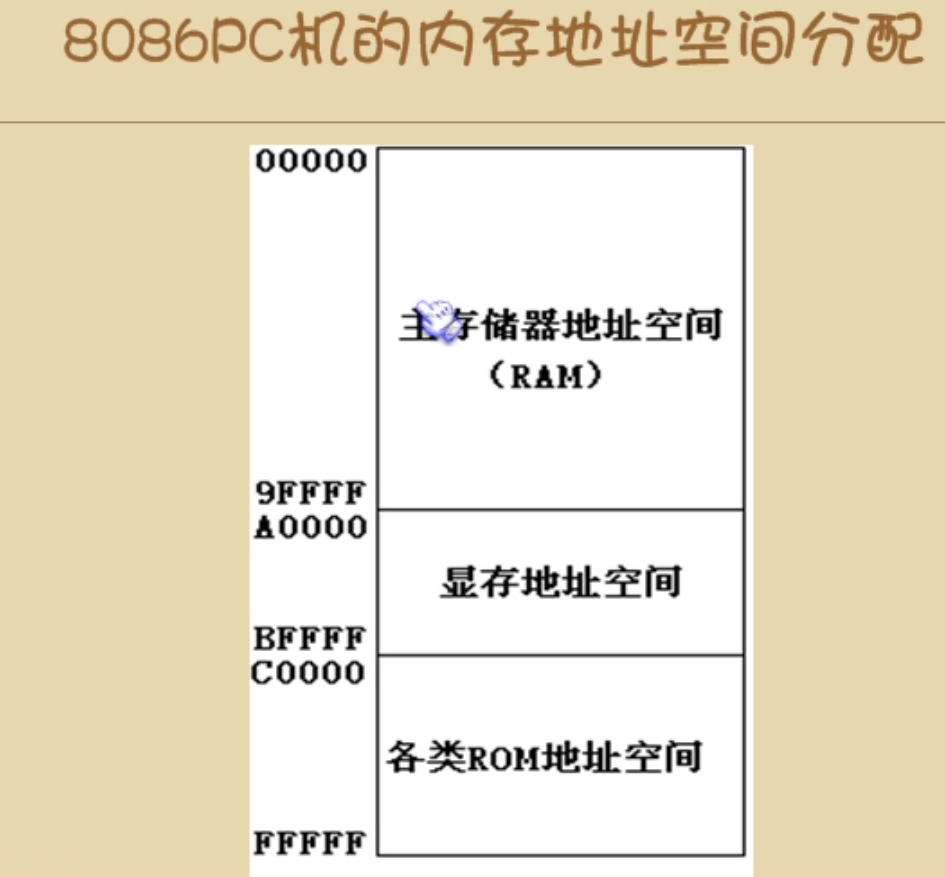 8086PC机的内存地址空间分配
00000
主存储器地址空间
（RAM）
9FFFF
A0000
显存地址空间
BFFFF
C0000
各类ROM地址空间
FFFFF